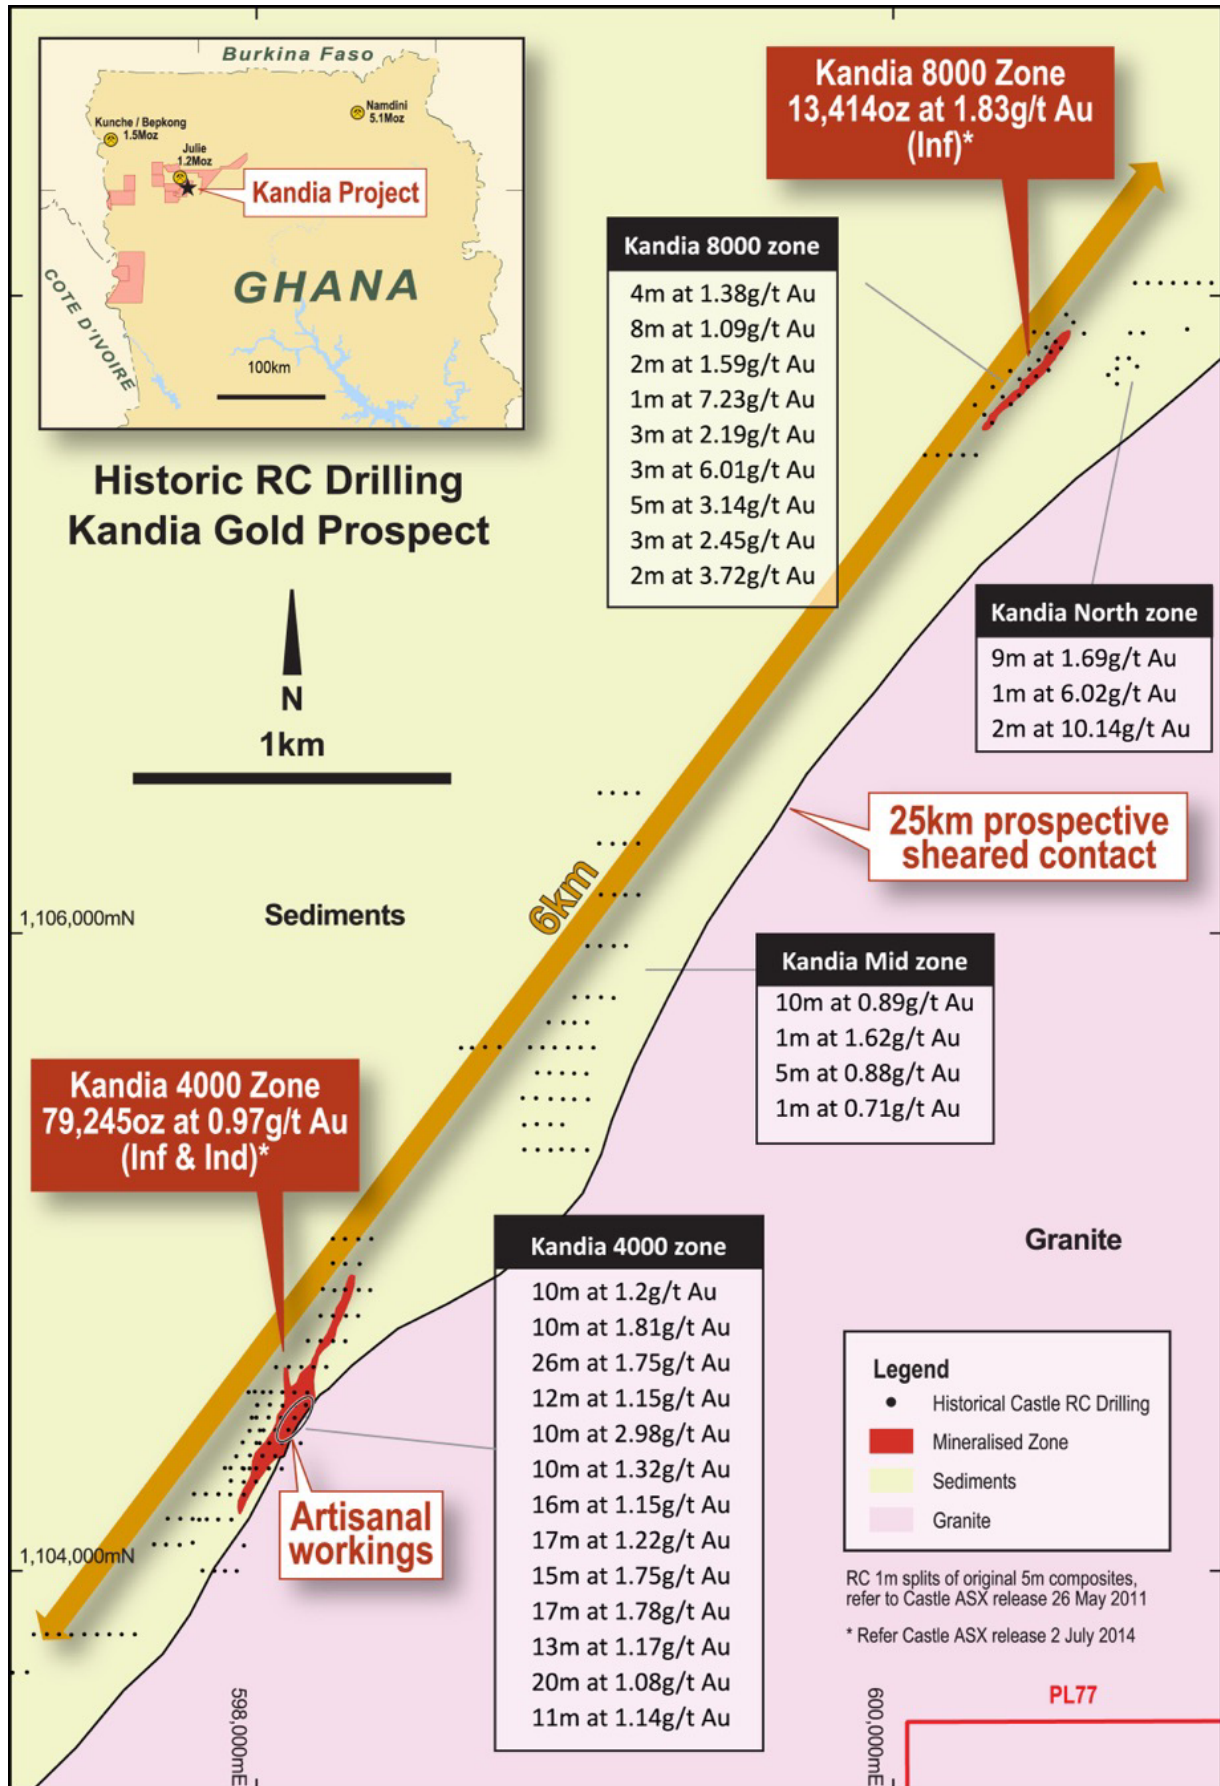 Burkina Faso
Namdini
5.1Moz
Kunche / Bepkong
1.5Moz
Julie
1.2Moz
Kandia Project
GHANA
COTE D'IVOIRE
100km
Historic RC Drilling
Kandia Gold Prospect
N
1km
Kandia 8000 Zone
13,414oz at 1.83g/t Au
(Inf)*
Kandia 8000 zone
4m at 1.38g/t Au
8m at 1.09g/t Au
2m at 1.59g/t Au
1m at 7.23g/t Au
3m at 2.19g/t Au
3m at 6.01g/t Au
5m at 3.14g/t Au
3m at 2.45g/t Au
2m at 3.72g/t Au
Kandia North zone
9m at 1.69g/t Au
1m at 6.02g/t Au
2m at 10.14g/t Au
25km prospective
sheared contact
6km
1,106,000mN
Sediments
Kandia Mid zone
10m at 0.89g/t Au
1m at 1.62g/t Au
5m at 0.88g/t Au
1m at 0.71g/t Au
Kandia 4000 Zone
79,245oz at 0.97g/t Au
(Inf & Ind)*
Kandia 4000 zone
10m at 1.2g/t Au
10m at 1.81g/t Au
26m at 1.75g/t Au
12m at 1.15g/t Au
10m at 2.98g/t Au
10m at 1.32g/t Au
16m at 1.15g/t Au
17m at 1.22g/t Au
15m at 1.75g/t Au
17m at 1.78g/t Au
13m at 1.17g/t Au
20m at 1.08g/t Au
11m at 1.14g/t Au
Granite
Artisanal
workings
1,104,000mN
Legend
Historical Castle RC Drilling
Mineralised Zone
Sediments
Granite
RC 1m splits of original 5m composites,
refer to Castle ASX release 26 May 2011
* Refer Castle ASX release 2 July 2014
PL77
598,000mE
600,000mE